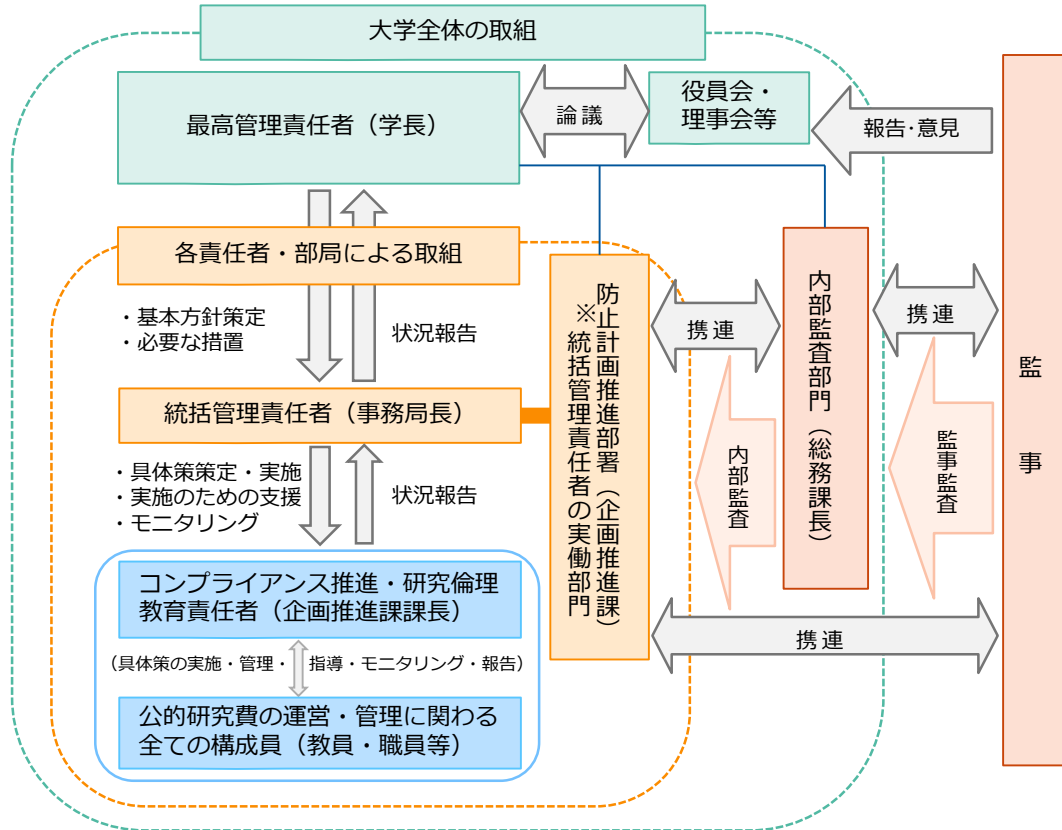 大学全体の取組
最高管理責任者（学長）
論議
役員会・
理事会等
報告・意見
各責任者・部局による取組
・基本方針策定
・必要な措置
状況報告
統括管理責任者（事務局長）
・具体策策定・実施
・実施のための支援
・モニタリング
状況報告
コンプライアンス推進・研究倫理
教育責任者（企画推進課課長）
（具体策の実施・管理・指導・モニタリング・報告）
公的研究費の運営・管理に関わる
全ての構成員（教員・職員等）
防止計画推進部署（企画推進課）
※統括管理責任者の実働部門
携連
内部監査
内部監査部門（総務課長）
携連
監事監査
携連
監事